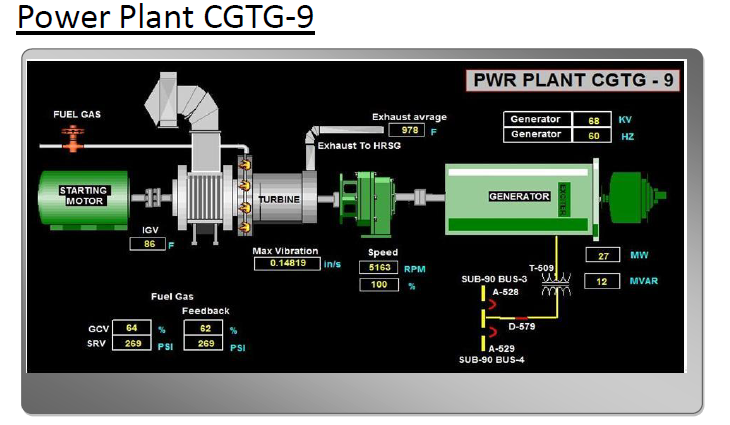 Power Plant CGTG-9
PWR PLANT CGTG - 9
FUEL GAS
Exhaust avrage
978 F
Exhaust To HRSG
Generator 68 KV
Generator 60 HZ
STARTING
MOTOR
TURBINE
GENERATOR
EXCITER
IGV
86 F
Max Vibration
0.14819 in/s
Speed
5163 RPM
100 %
27 MW
12 MVAR
T-509
SUB-90 BUS-3
A-528
D-579
A-529
SUB-90 BUS-4
Fuel Gas
Feedback
GCV 64 % 62 %
SRV 269 PSI 269 PSI